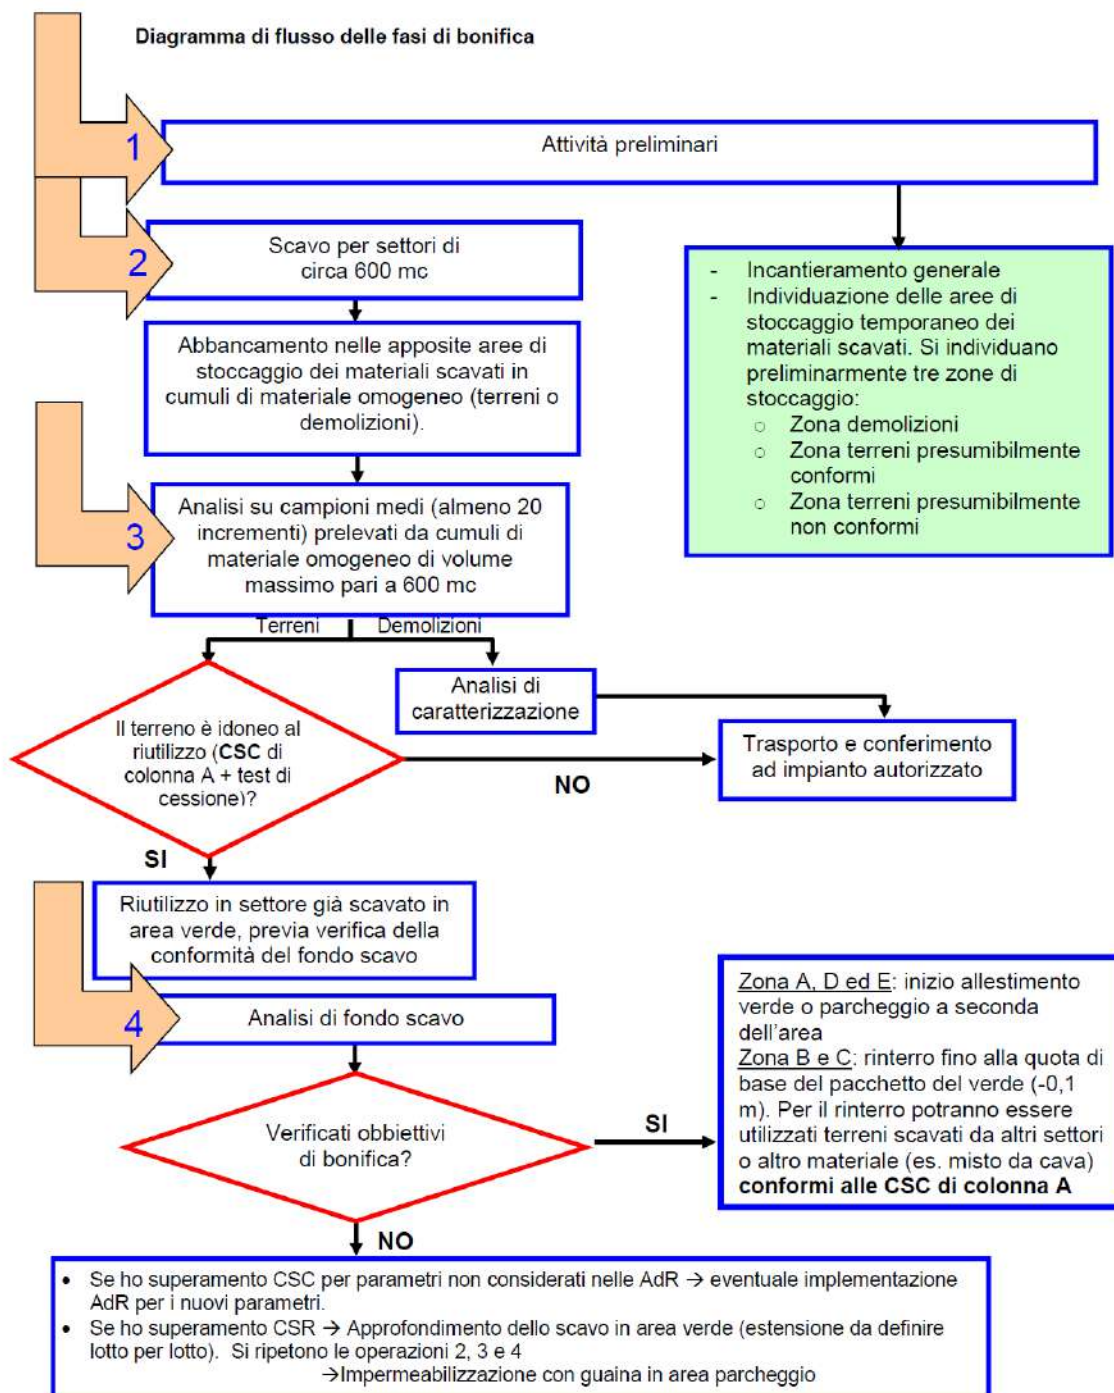 Diagramma di flusso delle fasi di bonifica
1
Attività preliminari
2
Scavo per settori di
circa 600 mc
- Incantieramento generale
- Individuazione delle aree di
stoccaggio temporaneo dei
materiali scavati. Si individuano
preliminarmente tre zone di
stoccaggio:
○ Zona demolizioni
○ Zona terreni presumibilmente
conformi
○ Zona terreni presumibilmente
non conformi
Abbancamento nelle apposite aree di
stoccaggio dei materiali scavati in
cumuli di materiale omogeneo (terreni o
demolizioni).
3
Analisi su campioni medi (almeno 20
incrementi) prelevati da cumuli di
materiale omogeneo di volume
massimo pari a 600 mc
Terreni Demolizioni
Analisi di
caratterizzazione
Il terreno è idoneo al
riutilizzo (CSC di
colonna A + test di
cessione)?
NO
Trasporto e conferimento
ad impianto autorizzato
SI
Riutilizzo in settore già scavato in
area verde, previa verifica della
conformità del fondo scavo
4
Analisi di fondo scavo
Verificati obbiettivi
di bonifica?
SI
Zona A, D ed E: inizio allestimento
verde o parcheggio a seconda
dell'area
Zona B e C: rinterro fino alla quota di
base del pacchetto del verde (-0,1
m). Per il rinterro potranno essere
utilizzati terreni scavati da altri settori
o altro materiale (es. misto da cava)
conformi alle CSC di colonna A
NO
• Se ho superamento CSC per parametri non considerati nelle AdR → eventuale implementazione
AdR per i nuovi parametri.
• Se ho superamento CSR → Approfondimento dello scavo in area verde (estensione da definire
lotto per lotto). Si ripetono le operazioni 2, 3 e 4
→Impermeabilizzazione con guaina in area parcheggio